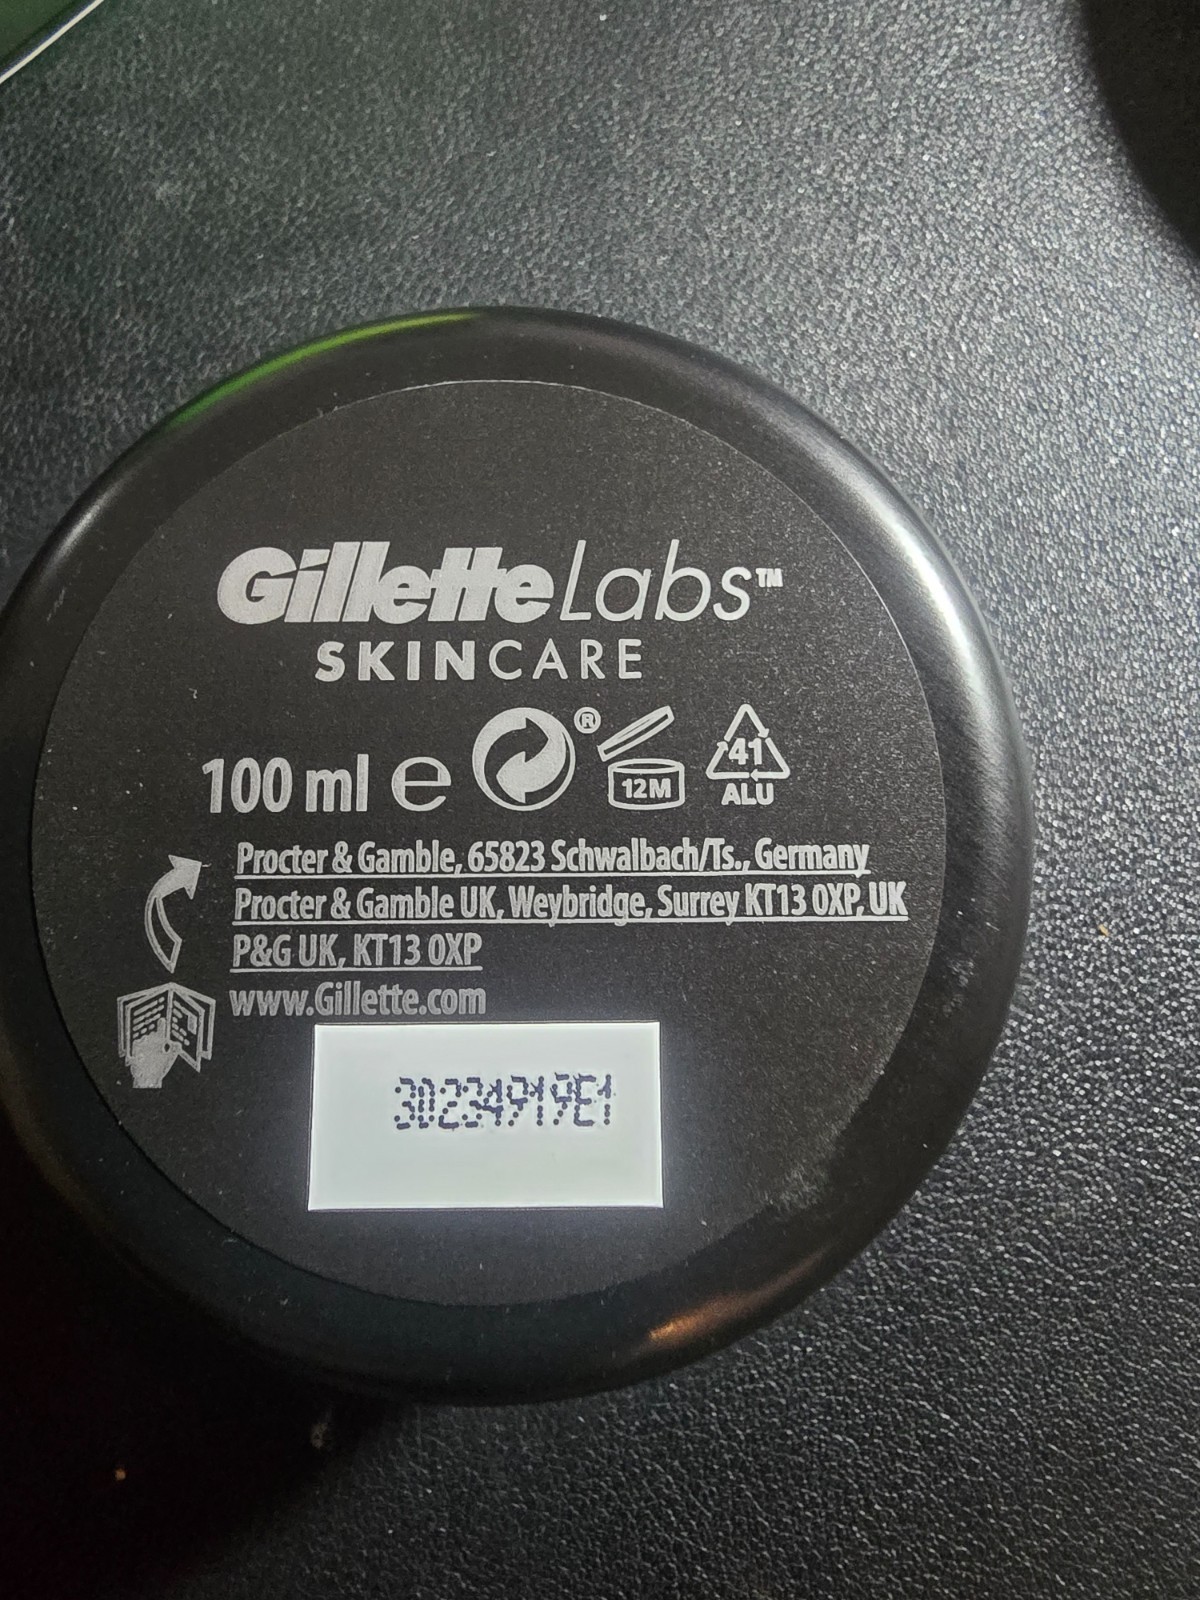 GilletteLabs™
SKINCARE
100 ml e ® 12M 41 ALU
Procter & Gamble, 65823 Schwalbach/Ts., Germany
Procter & Gamble UK, Weybridge, Surrey KT13 0XP, UK
P&G UK, KT13 0XP
www.Gillette.com
30234919E1